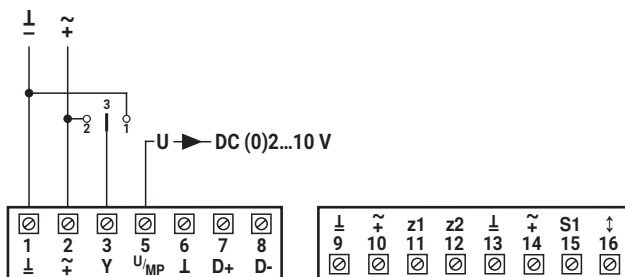 ⊥ ~
– +
3
2 1
U DC (0)2...10 V
1 2 3 5 6 7 8
⊥ ~+ Y U/MP ⊥ D+ D-
⊥ ~+ z1 z2 ⊥ ~+ S1 ↕
9 10 11 12 13 14 15 16